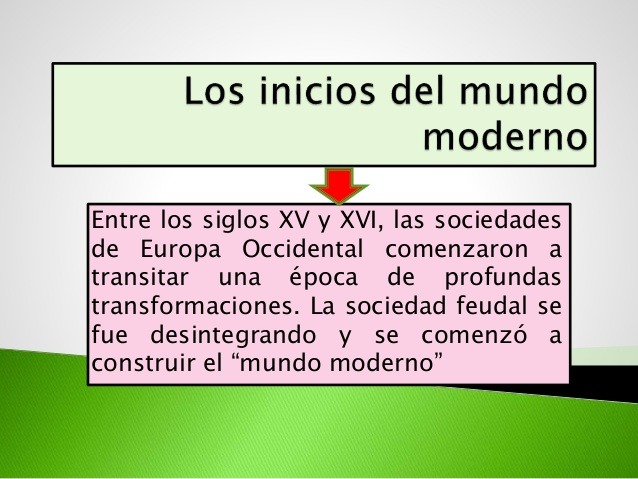 Los inicios del mundo
moderno
Entre los siglos XV y XVI, las sociedades
de Europa Occidental comenzaron a
transitar una época de profundas
transformaciones. La sociedad feudal se
fue desintegrando y se comenzó a
construir el “mundo moderno”